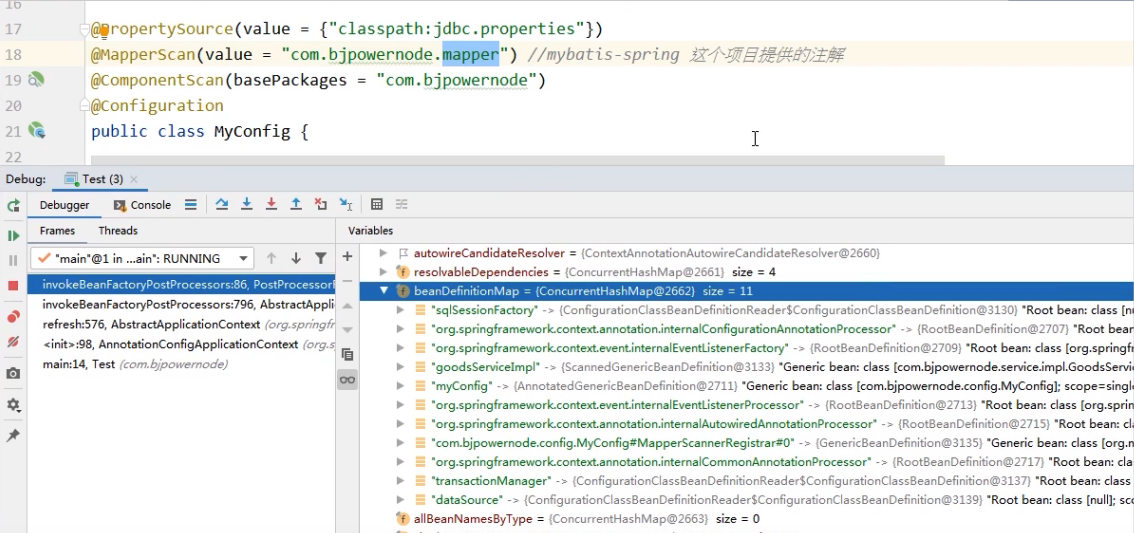 16
17 @PropertySource(value = {"classpath:jdbc.properties"})
18 @MapperScan(value = "com.bjpowernode.mapper") //mybatis-spring 这个项目提供的注解
19 @ComponentScan(basePackages = "com.bjpowernode")
20 @Configuration
21 public class MyConfig {
22
Debug: Test (3)
Debugger Console
Frames Threads Variables
"main"@1 in ...ain": RUNNING
invokeBeanFactoryPostProcessors:86, PostProcessorF
invokeBeanFactoryPostProcessors:796, AbstractAppli
refresh:576, AbstractApplicationContext (org.springfr
<init>:98, AnnotationConfigApplicationContext (org.s
main:14, Test (com.bjpowernode)
autowireCandidateResolver = {ContextAnnotationAutowireCandidateResolver@2660}
resolvableDependencies = {ConcurrentHashMap@2661} size = 4
beanDefinitionMap = {ConcurrentHashMap@2662} size = 11
"sqlSessionFactory" -> {ConfigurationClassBeanDefinitionReader$ConfigurationClassBeanDefinition@3130} "Root bean: class [nu
"org.springframework.context.annotation.internalConfigurationAnnotationProcessor" -> {RootBeanDefinition@2707} "Root be
"org.springframework.context.event.internalEventListenerFactory" -> {RootBeanDefinition@2709} "Root bean: class [org.springfr
"goodsServiceImpl" -> {ScannedGenericBeanDefinition@3133} "Generic bean: class [com.bjpowernode.service.impl.GoodsServi
"myConfig" -> {AnnotatedGenericBeanDefinition@2711} "Generic bean: class [com.bjpowernode.config.MyConfig]; scope=single
"org.springframework.context.event.internalEventListenerProcessor" -> {RootBeanDefinition@2713} "Root bean: class [org.sprin
"org.springframework.context.annotation.internalAutowiredAnnotationProcessor" -> {RootBeanDefinition@2715} "Root bean: c
"com.bjpowernode.config.MyConfig#MapperScannerRegistrar#0" -> {GenericBeanDefinition@3135} "Generic bean: class [org.m
"org.springframework.context.annotation.internalCommonAnnotationProcessor" -> {RootBeanDefinition@2717} "Root bean: cl
"transactionManager" -> {ConfigurationClassBeanDefinitionReader$ConfigurationClassBeanDefinition@3137} "Root bean: class [
"dataSource" -> {ConfigurationClassBeanDefinitionReader$ConfigurationClassBeanDefinition@3139} "Root bean: class [null]; sco
allBeanNamesByType = {ConcurrentHashMap@2663} size = 0